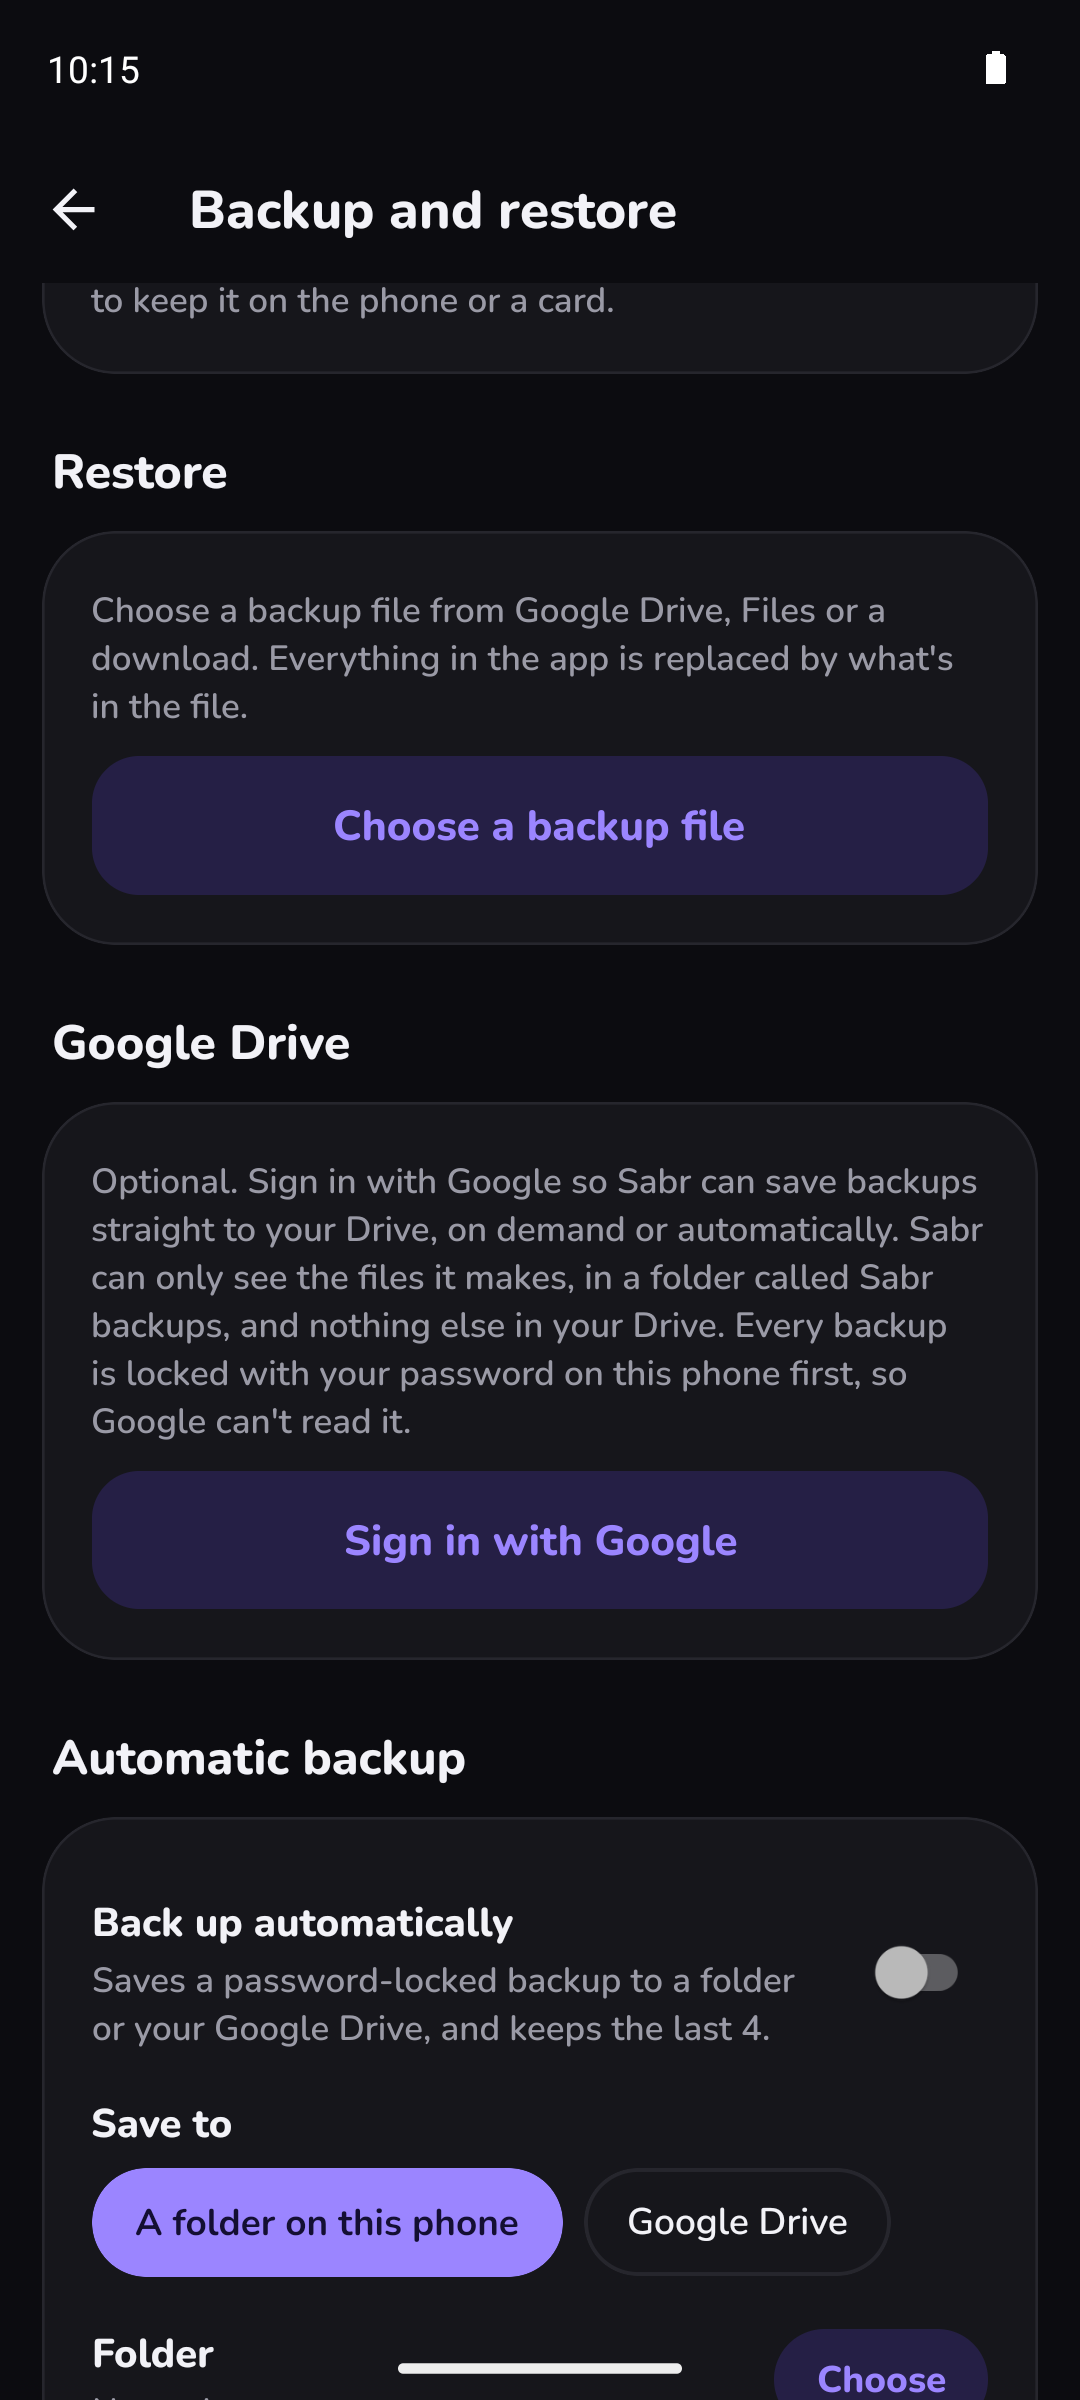 10:15
Backup and restore
to keep it on the phone or a card.
Restore
Choose a backup file from Google Drive, Files or a
download. Everything in the app is replaced by what's
in the file.
Choose a backup file
Google Drive
Optional. Sign in with Google so Sabr can save backups
straight to your Drive, on demand or automatically. Sabr
can only see the files it makes, in a folder called Sabr
backups, and nothing else in your Drive. Every backup
is locked with your password on this phone first, so
Google can't read it.
Sign in with Google
Automatic backup
Back up automatically
Saves a password-locked backup to a folder
or your Google Drive, and keeps the last 4.
Save to
A folder on this phone
Google Drive
Folder
Choose